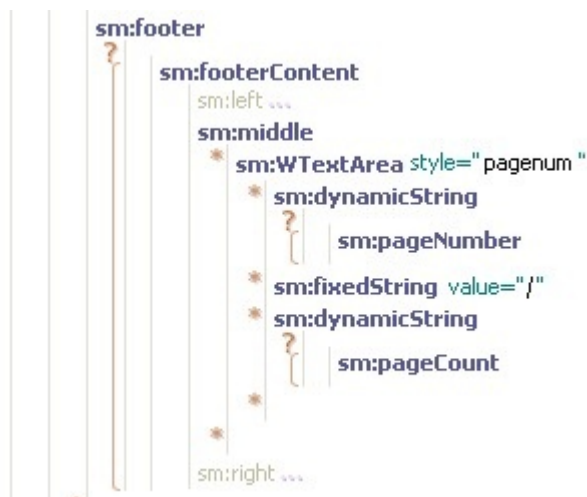 sm:footer
?
sm:footerContent
sm:left ...
sm:middle
* sm:WTextArea style="pagenum"
* sm:dynamicString
?
sm:pageNumber
* sm:fixedString value="/"
* sm:dynamicString
?
sm:pageCount
*
*
sm:right ...